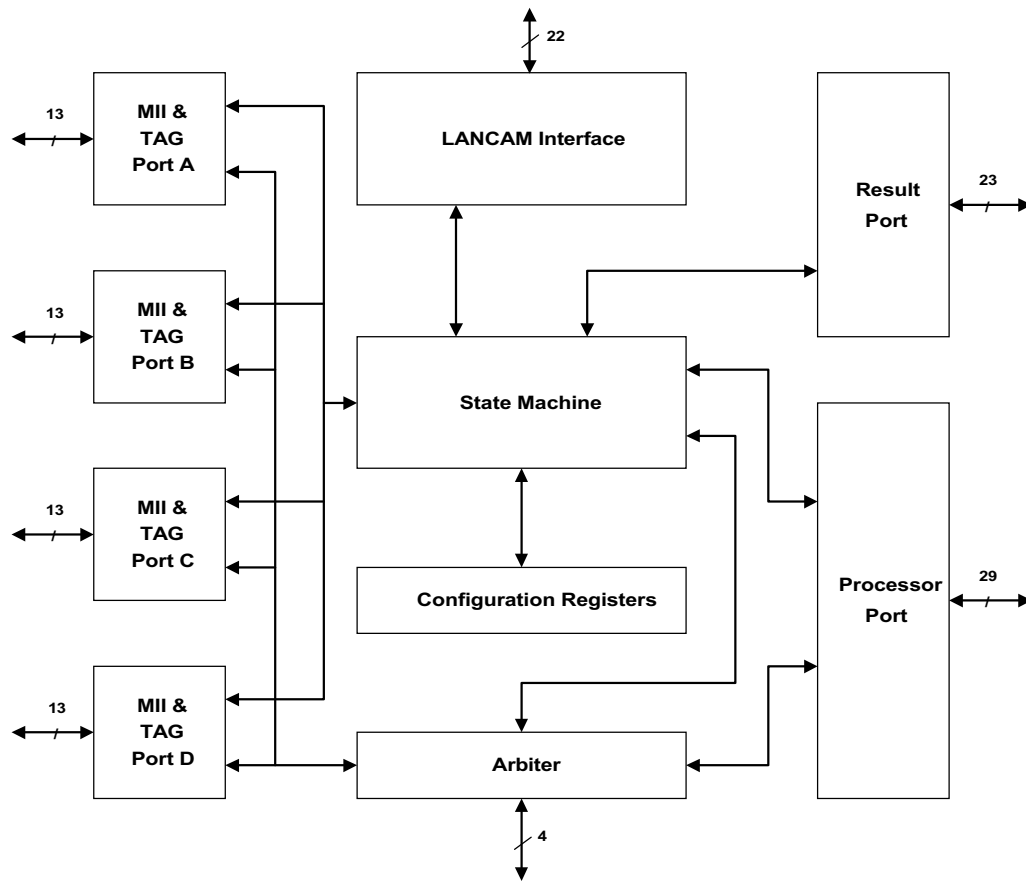 22
LANCAM Interface
13
MII &
TAG
Port A
Result
Port
23
13
MII &
TAG
Port B
State Machine
13
MII &
TAG
Port C
Configuration Registers
Processor
Port
29
13
MII &
TAG
Port D
Arbiter
4